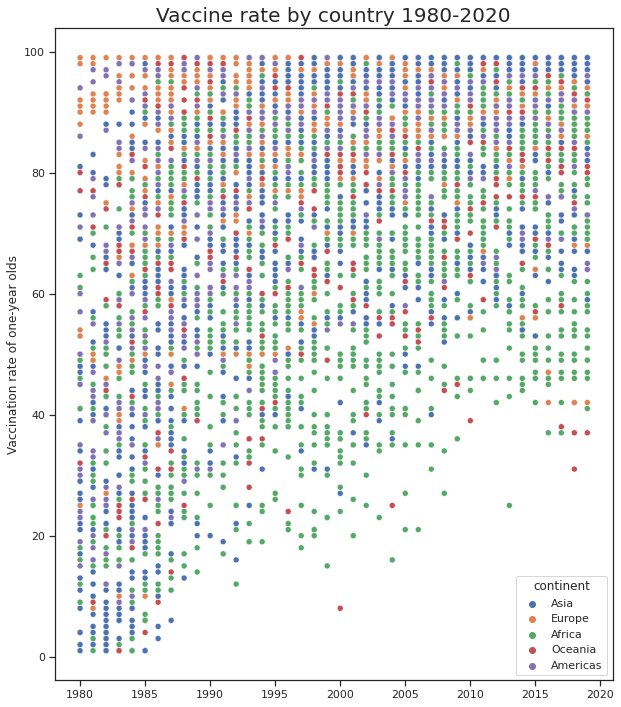 Vaccine rate by country 1980-2020
Vaccination rate of one-year olds
100
80
60
40
20
0
1980 1985 1990 1995 2000 2005 2010 2015 2020
continent
Asia
Europe
Africa
Oceania
Americas